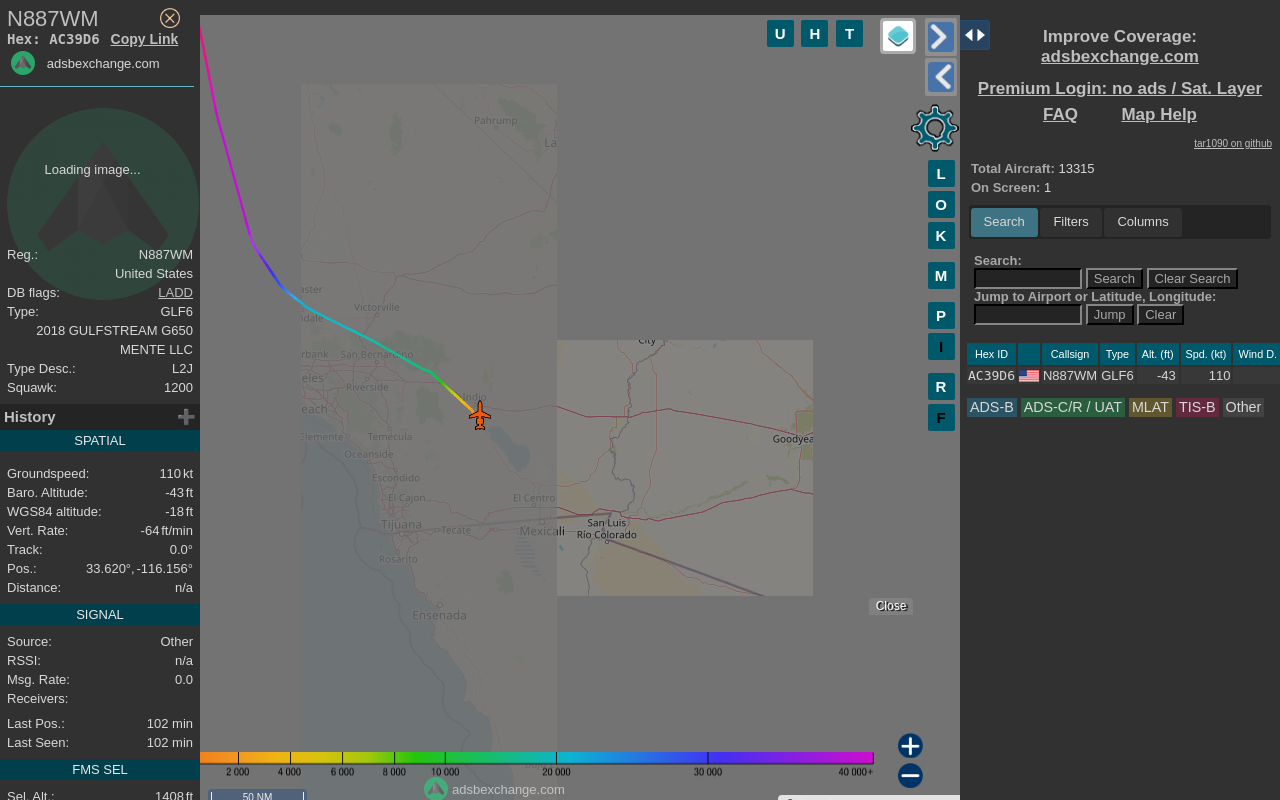 N887WM
Hex: AC39D6 Copy Link
adsbexchange.com
Loading image...
Reg.: N887WM
United States
DB flags: LADD
Type: GLF6
2018 GULFSTREAM G650
MENTE LLC
Type Desc.: L2J
Squawk: 1200
History
SPATIAL
Groundspeed: 110 kt
Baro. Altitude: -43 ft
WGS84 altitude: -18 ft
Vert. Rate: -64 ft/min
Track: 0.0°
Pos.: 33.620°, -116.156°
Distance: n/a
SIGNAL
Source: Other
RSSI: n/a
Msg. Rate: 0.0
Receivers:
Last Pos.: 102 min
Last Seen: 102 min
FMS SEL
Sel. Alt.: 1408 ft
U H T
L
O
K
M
P
I
R
F
Pahrump
La
Victorville
San Bernardino
Riverside
Indio
Temecula
Oceanside
Escondido
El Cajon
El Centro
Tijuana
Tecate
Mexicali
Rosarito
Ensenada
City
Goodyea
San Luis
Río Colorado
Close
2 000 4 000 6 000 8 000 10 000 20 000 30 000 40 000+
adsbexchange.com
50 NM
Improve Coverage:
adsbexchange.com
Premium Login: no ads / Sat. Layer
FAQ Map Help
tar1090 on github
Total Aircraft: 13315
On Screen: 1
Search Filters Columns
Search:
Search Clear Search
Jump to Airport or Latitude, Longitude:
Jump Clear
Hex ID Callsign Type Alt. (ft) Spd. (kt) Wind D.
AC39D6 N887WM GLF6 -43 110
ADS-B ADS-C/R / UAT MLAT TIS-B Other